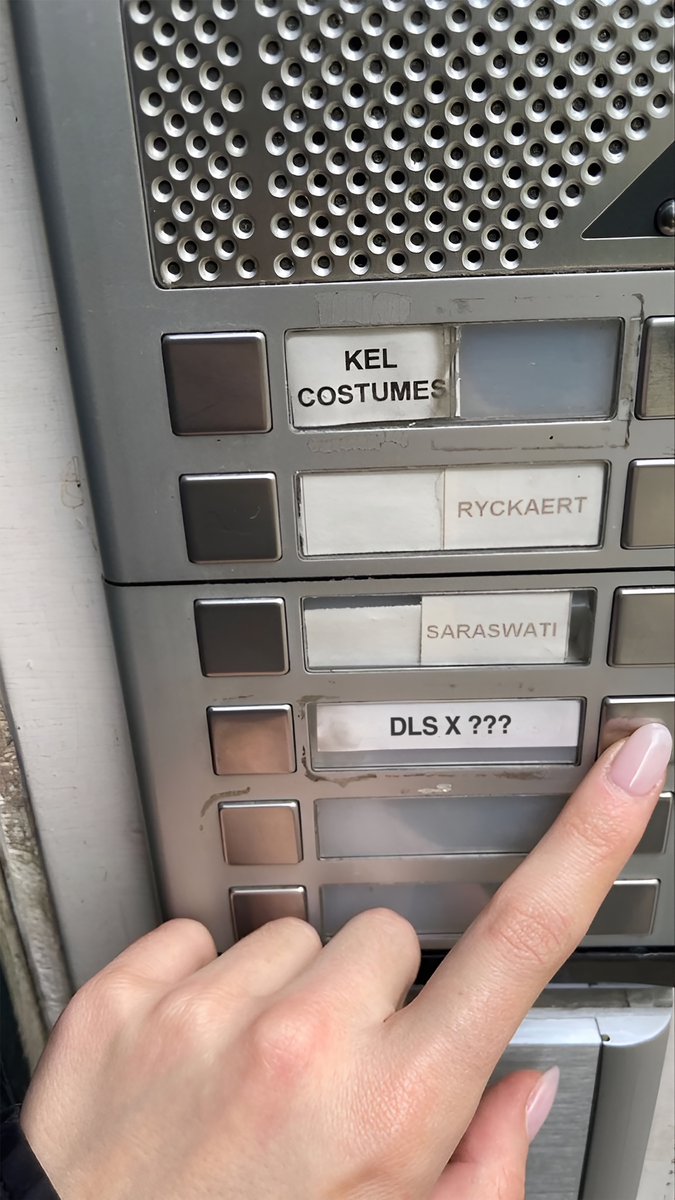 KEL
COSTUMES
RYCKAERT
SARASWATI
DLS X ???